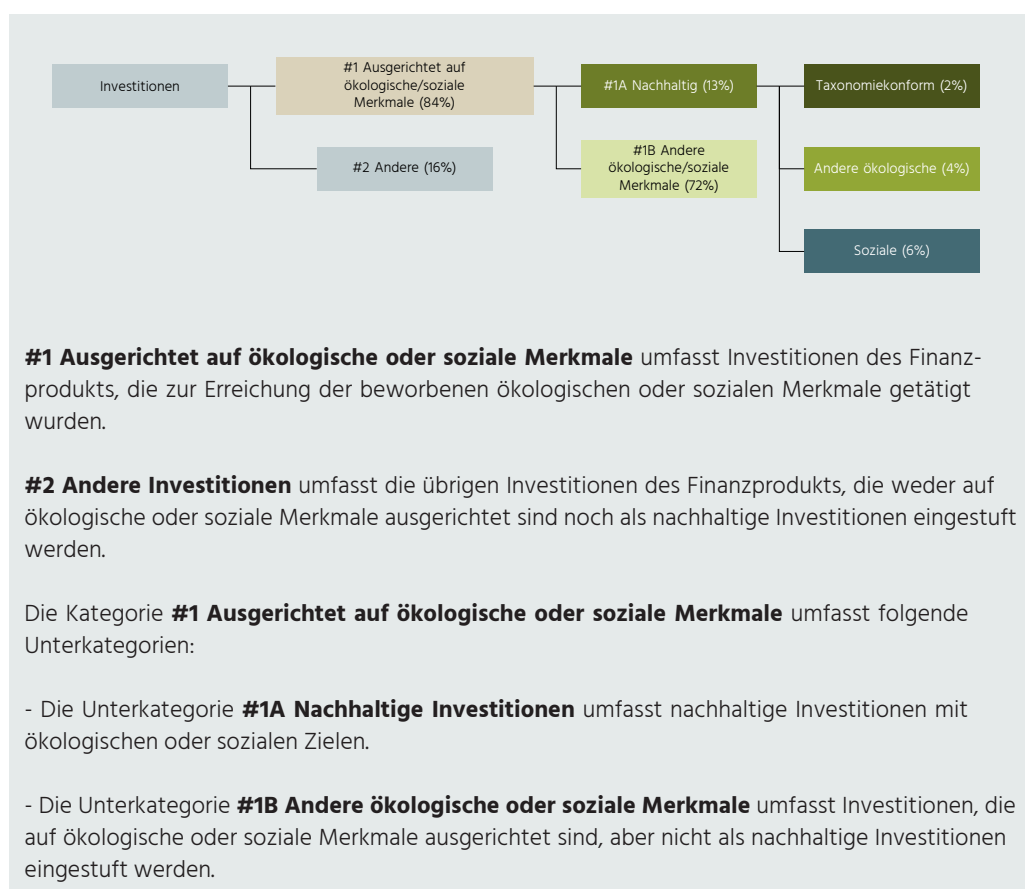 Investitionen
#1 Ausgerichtet auf
ökologische/soziale
Merkmale (84%)
#1A Nachhaltig (13%)
Taxonomiekonform (2%)
#2 Andere (16%)
#1B Andere
ökologische/soziale
Merkmale (72%)
Andere ökologische (4%)
Soziale (6%)
#1 Ausgerichtet auf ökologische oder soziale Merkmale umfasst Investitionen des Finanz-
produkts, die zur Erreichung der beworbenen ökologischen oder sozialen Merkmale getätigt
wurden.
#2 Andere Investitionen umfasst die übrigen Investitionen des Finanzprodukts, die weder auf
ökologische oder soziale Merkmale ausgerichtet sind noch als nachhaltige Investitionen eingestuft
werden.
Die Kategorie #1 Ausgerichtet auf ökologische oder soziale Merkmale umfasst folgende
Unterkategorien:
- Die Unterkategorie #1A Nachhaltige Investitionen umfasst nachhaltige Investitionen mit
ökologischen oder sozialen Zielen.
- Die Unterkategorie #1B Andere ökologische oder soziale Merkmale umfasst Investitionen, die
auf ökologische oder soziale Merkmale ausgerichtet sind, aber nicht als nachhaltige Investitionen
eingestuft werden.